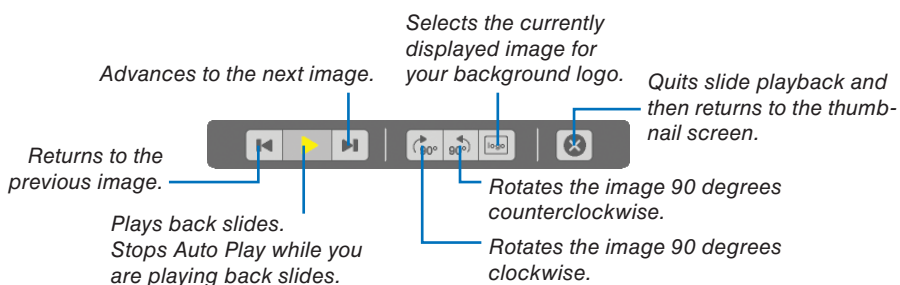 Selects the currently
displayed image for
your background logo.
Advances to the next image.
Quits slide playback and
then returns to the thumb-
nail screen.
90°
90°
logo
Returns to the
previous image.
Rotates the image 90 degrees
counterclockwise.
Plays back slides.
Stops Auto Play while you
are playing back slides.
Rotates the image 90 degrees
clockwise.